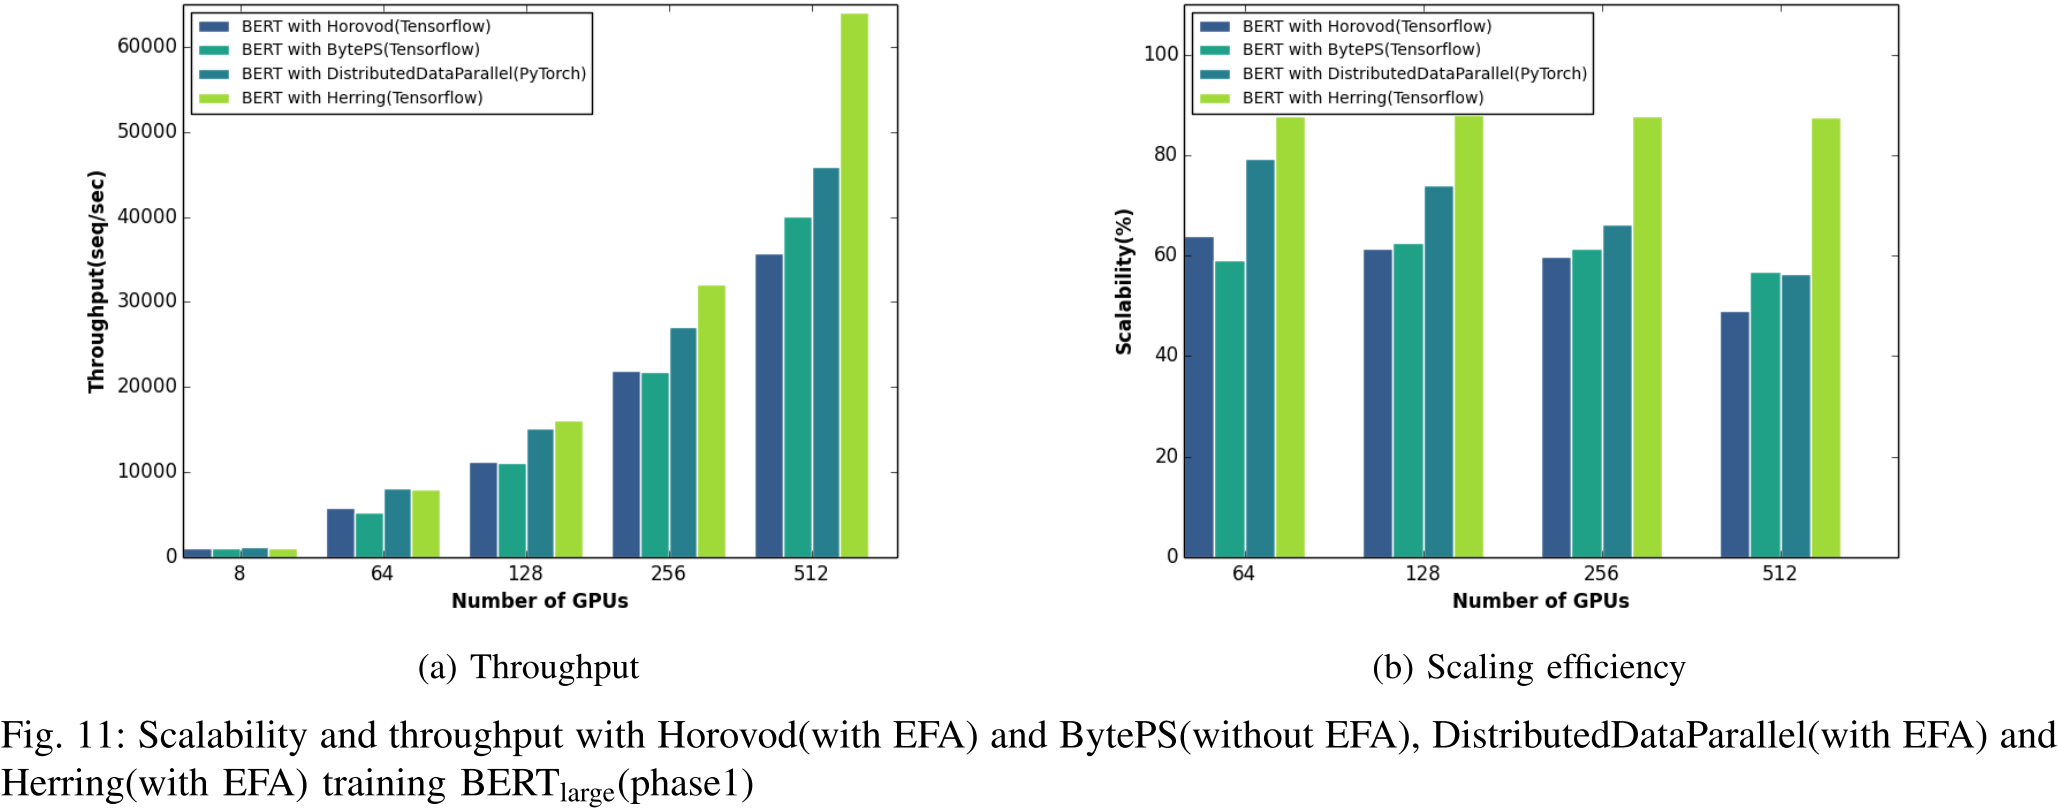 BERT with Horovod(Tensorflow)
BERT with BytePS(Tensorflow)
BERT with DistributedDataParallel(PyTorch)
BERT with Herring(Tensorflow)
60000
50000
40000
30000
20000
10000
0
Throughput(seq/sec)
8 64 128 256 512
Number of GPUs
(a) Throughput
BERT with Horovod(Tensorflow)
BERT with BytePS(Tensorflow)
BERT with DistributedDataParallel(PyTorch)
BERT with Herring(Tensorflow)
100
80
60
40
20
0
Scalability(%)
64 128 256 512
Number of GPUs
(b) Scaling efficiency
Fig. 11: Scalability and throughput with Horovod(with EFA) and BytePS(without EFA), DistributedDataParallel(with EFA) and
Herring(with EFA) training BERTlarge(phase1)